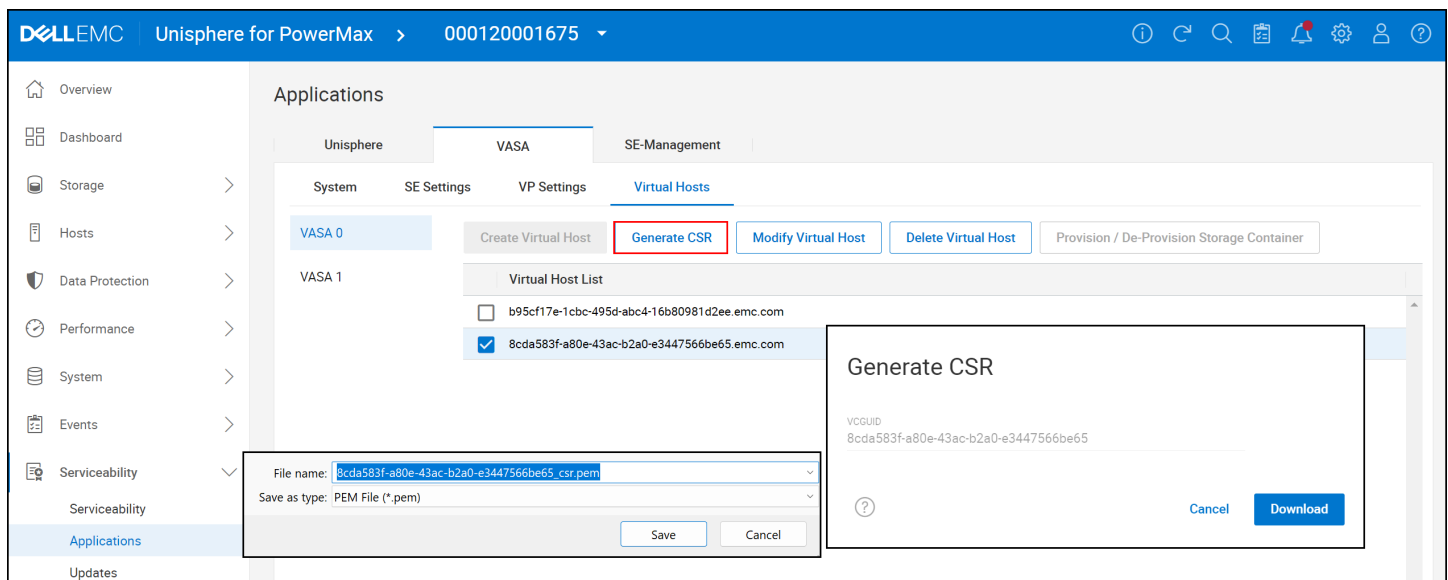 DELLEMC Unisphere for PowerMax > 000120001675
Overview
Dashboard
Storage
Hosts
Data Protection
Performance
System
Events
Serviceability
Serviceability
Applications
Updates
Applications
Unisphere VASA SE-Management
System SE Settings VP Settings Virtual Hosts
VASA 0
VASA 1
Create Virtual Host Generate CSR Modify Virtual Host Delete Virtual Host Provision / De-Provision Storage Container
Virtual Host List
b95cf17e-1cbc-495d-abc4-16b80981d2ee.emc.com
8cda583f-a80e-43ac-b2a0-e3447566be65.emc.com
Generate CSR
VCGUID
8cda583f-a80e-43ac-b2a0-e3447566be65
Cancel Download
File name: 8cda583f-a80e-43ac-b2a0-e3447566be65_csr.pem
Save as type: PEM File (*.pem)
Save Cancel